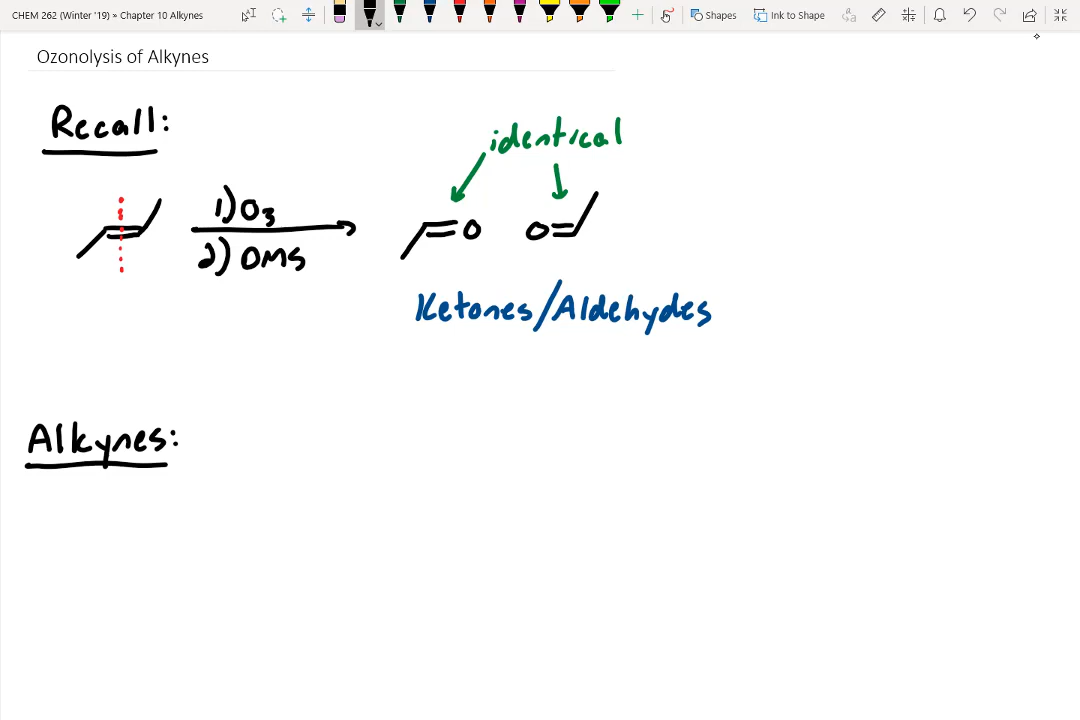 CHEM 262 (Winter '19) » Chapter 10 Alkynes
Shapes
Ink to Shape
Ozonolysis of Alkynes
Recall:
identical
1) O3
2) DMS
O O
Ketones/Aldehydes
Alkynes: